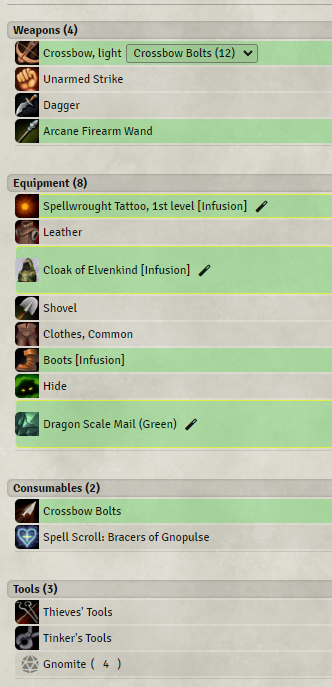 Weapons (4)
Crossbow, light Crossbow Bolts (12)
Unarmed Strike
Dagger
Arcane Firearm Wand
Equipment (8)
Spellwrought Tattoo, 1st level [Infusion]
Leather
Cloak of Elvenkind [Infusion]
Shovel
Clothes, Common
Boots [Infusion]
Hide
Dragon Scale Mail (Green)
Consumables (2)
Crossbow Bolts
Spell Scroll: Bracers of Gnopulse
Tools (3)
Thieves' Tools
Tinker's Tools
Gnomite ( 4 )